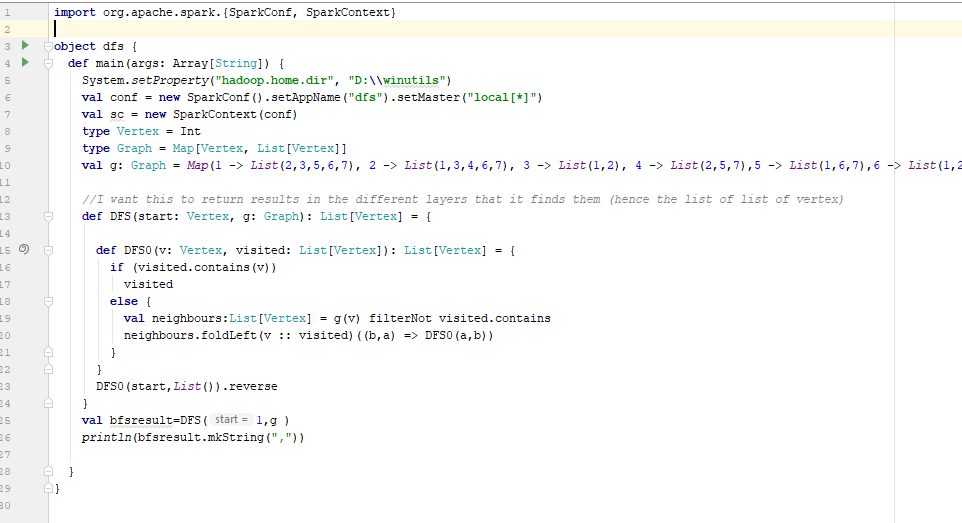 1 import org.apache.spark.{SparkConf, SparkContext}
2
3 object dfs {
4 def main(args: Array[String]) {
5 System.setProperty("hadoop.home.dir", "D:\\winutils")
6 val conf = new SparkConf().setAppName("dfs").setMaster("local[*]")
7 val sc = new SparkContext(conf)
8 type Vertex = Int
9 type Graph = Map[Vertex, List[Vertex]]
10 val g: Graph = Map(1 -> List(2,3,5,6,7), 2 -> List(1,3,4,6,7), 3 -> List(1,2), 4 -> List(2,5,7),5 -> List(1,6,7),6 -> List(1,2
11
12 //I want this to return results in the different layers that it finds them (hence the list of list of vertex)
13 def DFS(start: Vertex, g: Graph): List[Vertex] = {
14
15 def DFS0(v: Vertex, visited: List[Vertex]): List[Vertex] = {
16 if (visited.contains(v))
17 visited
18 else {
19 val neighbours:List[Vertex] = g(v) filterNot visited.contains
20 neighbours.foldLeft(v :: visited)((b,a) => DFS0(a,b))
21 }
22 }
23 DFS0(start,List()).reverse
24 }
25 val bfsresult=DFS( start = 1,g )
26 println(bfsresult.mkString(","))
27
28 }
29 }
30